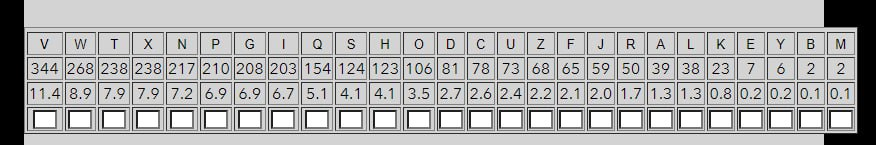 V W T X N P G I Q S H O D C U Z F J R A L K E Y B M
344 268 238 238 217 210 208 203 154 124 123 106 81 78 73 68 65 59 50 39 38 23 7 6 2 2
11.4 8.9 7.9 7.9 7.2 6.9 6.9 6.7 5.1 4.1 4.1 3.5 2.7 2.6 2.4 2.2 2.1 2.0 1.7 1.3 1.3 0.8 0.2 0.2 0.1 0.1